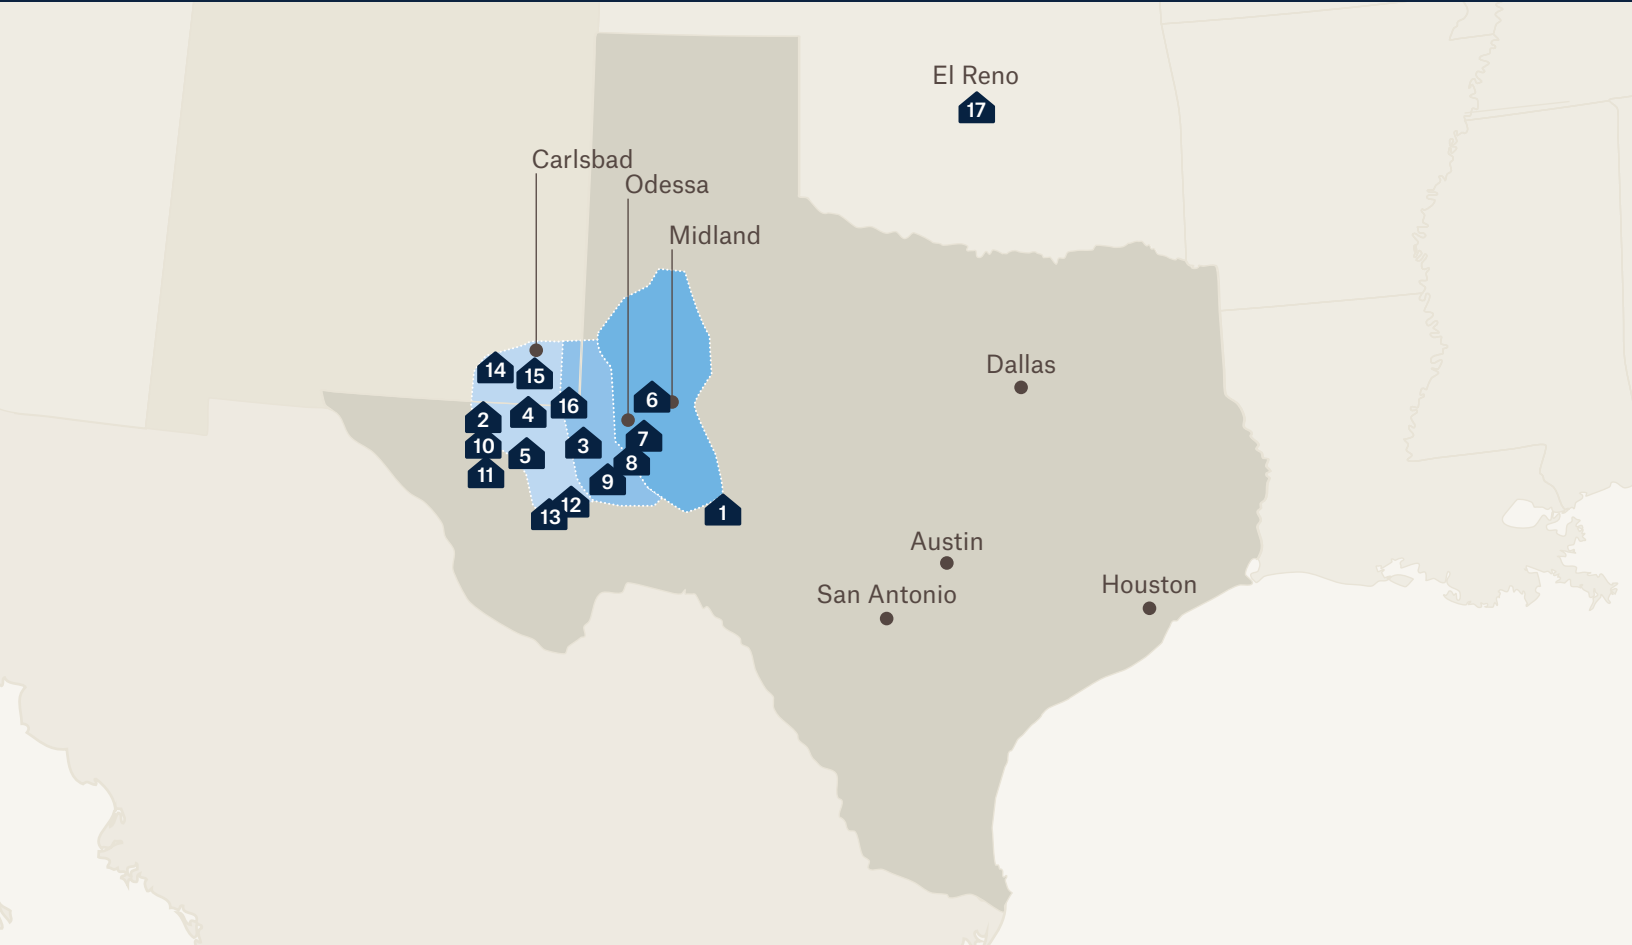 El Reno
17
Carlsbad
Odessa
Midland
14
15
6
16
2
4
7
10
5
3
8
11
9
12
13
1
Dallas
Austin
San Antonio
Houston